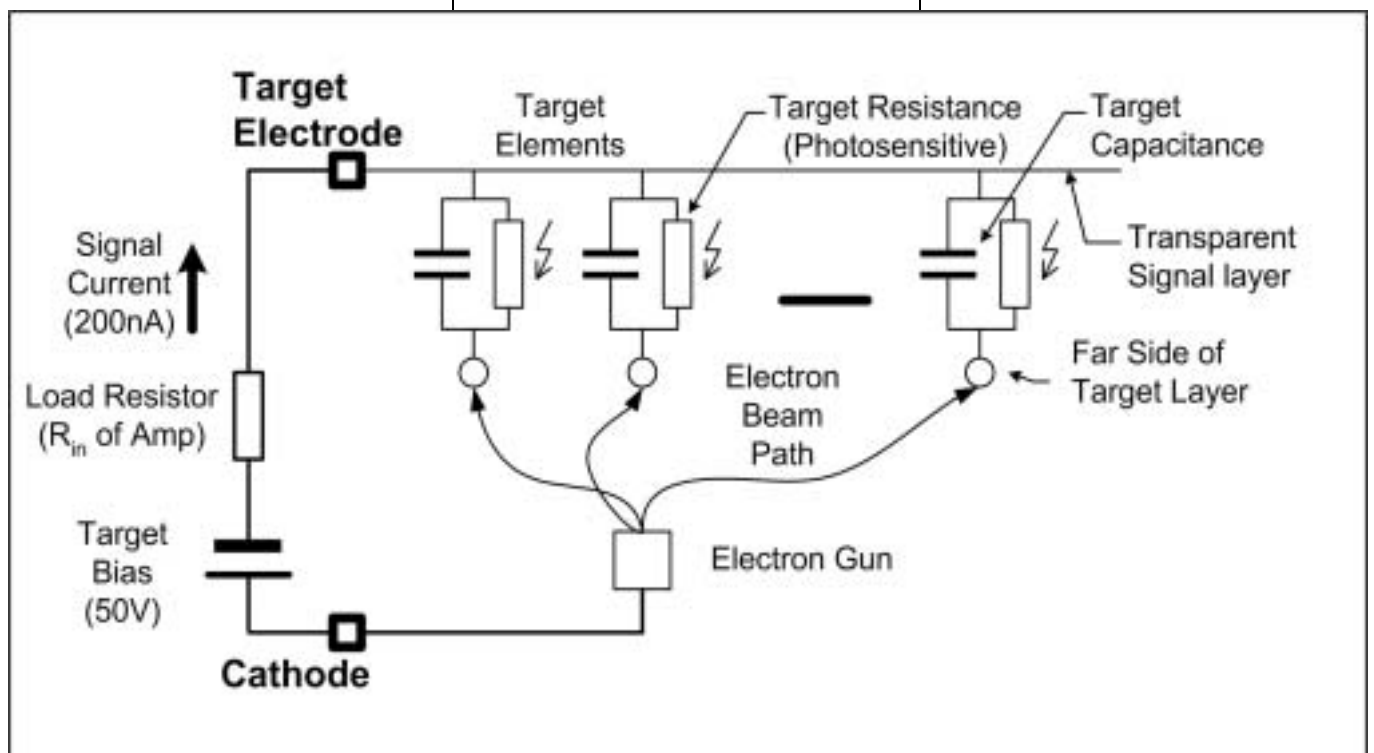 Target
Electrode
Target
Elements
Target Resistance
(Photosensitive)
Target
Capacitance
Signal
Current
(200nA)
Transparent
Signal layer
Load Resistor
(Rin of Amp)
Electron
Beam
Path
Far Side of
Target Layer
Target
Bias
(50V)
Electron Gun
Cathode